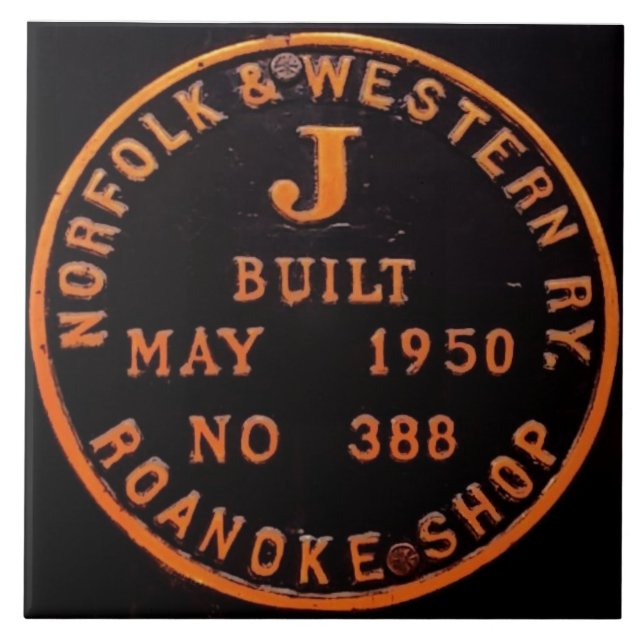 NORFOLK & WESTERN RY.
J
BUILT
MAY 1950
NO 388
ROANOKE SHOP